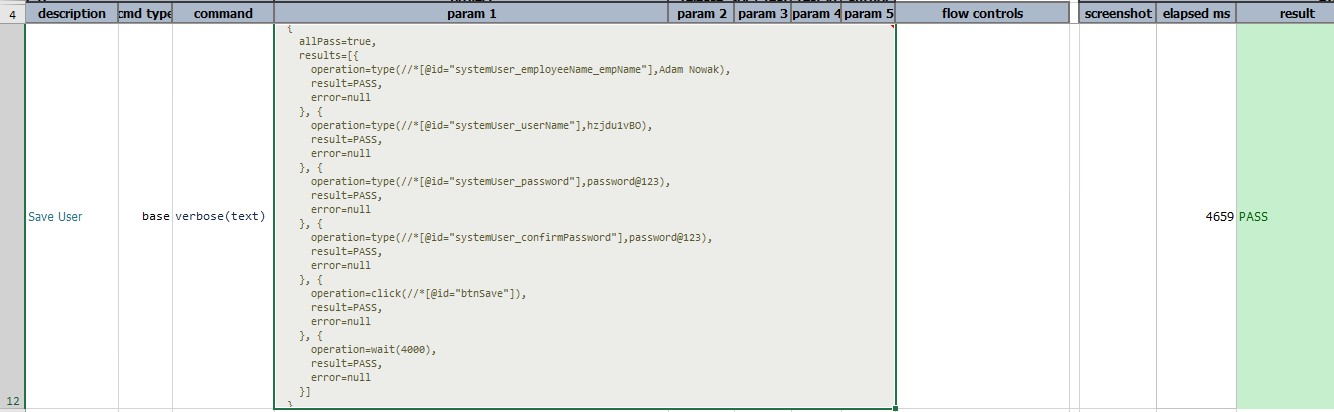 4 description cmd type command param 1 param 2 param 3 param 4 param 5 flow controls screenshot elapsed ms result
{
allPass=true,
results=[{
operation=type(//*[@id="systemUser_employeeName_empName"],Adam Nowak),
result=PASS,
error=null
}, {
operation=type(//*[@id="systemUser_userName"],hzjdu1vBO),
result=PASS,
error=null
}, {
operation=type(//*[@id="systemUser_password"],password@123),
result=PASS,
error=null
}, {
operation=type(//*[@id="systemUser_confirmPassword"],password@123),
result=PASS,
error=null
}, {
operation=click(//*[@id="btnSave"]),
result=PASS,
error=null
}, {
operation=wait(4000),
result=PASS,
error=null
}]
}
Save User base verbose(text) 4659 PASS
12